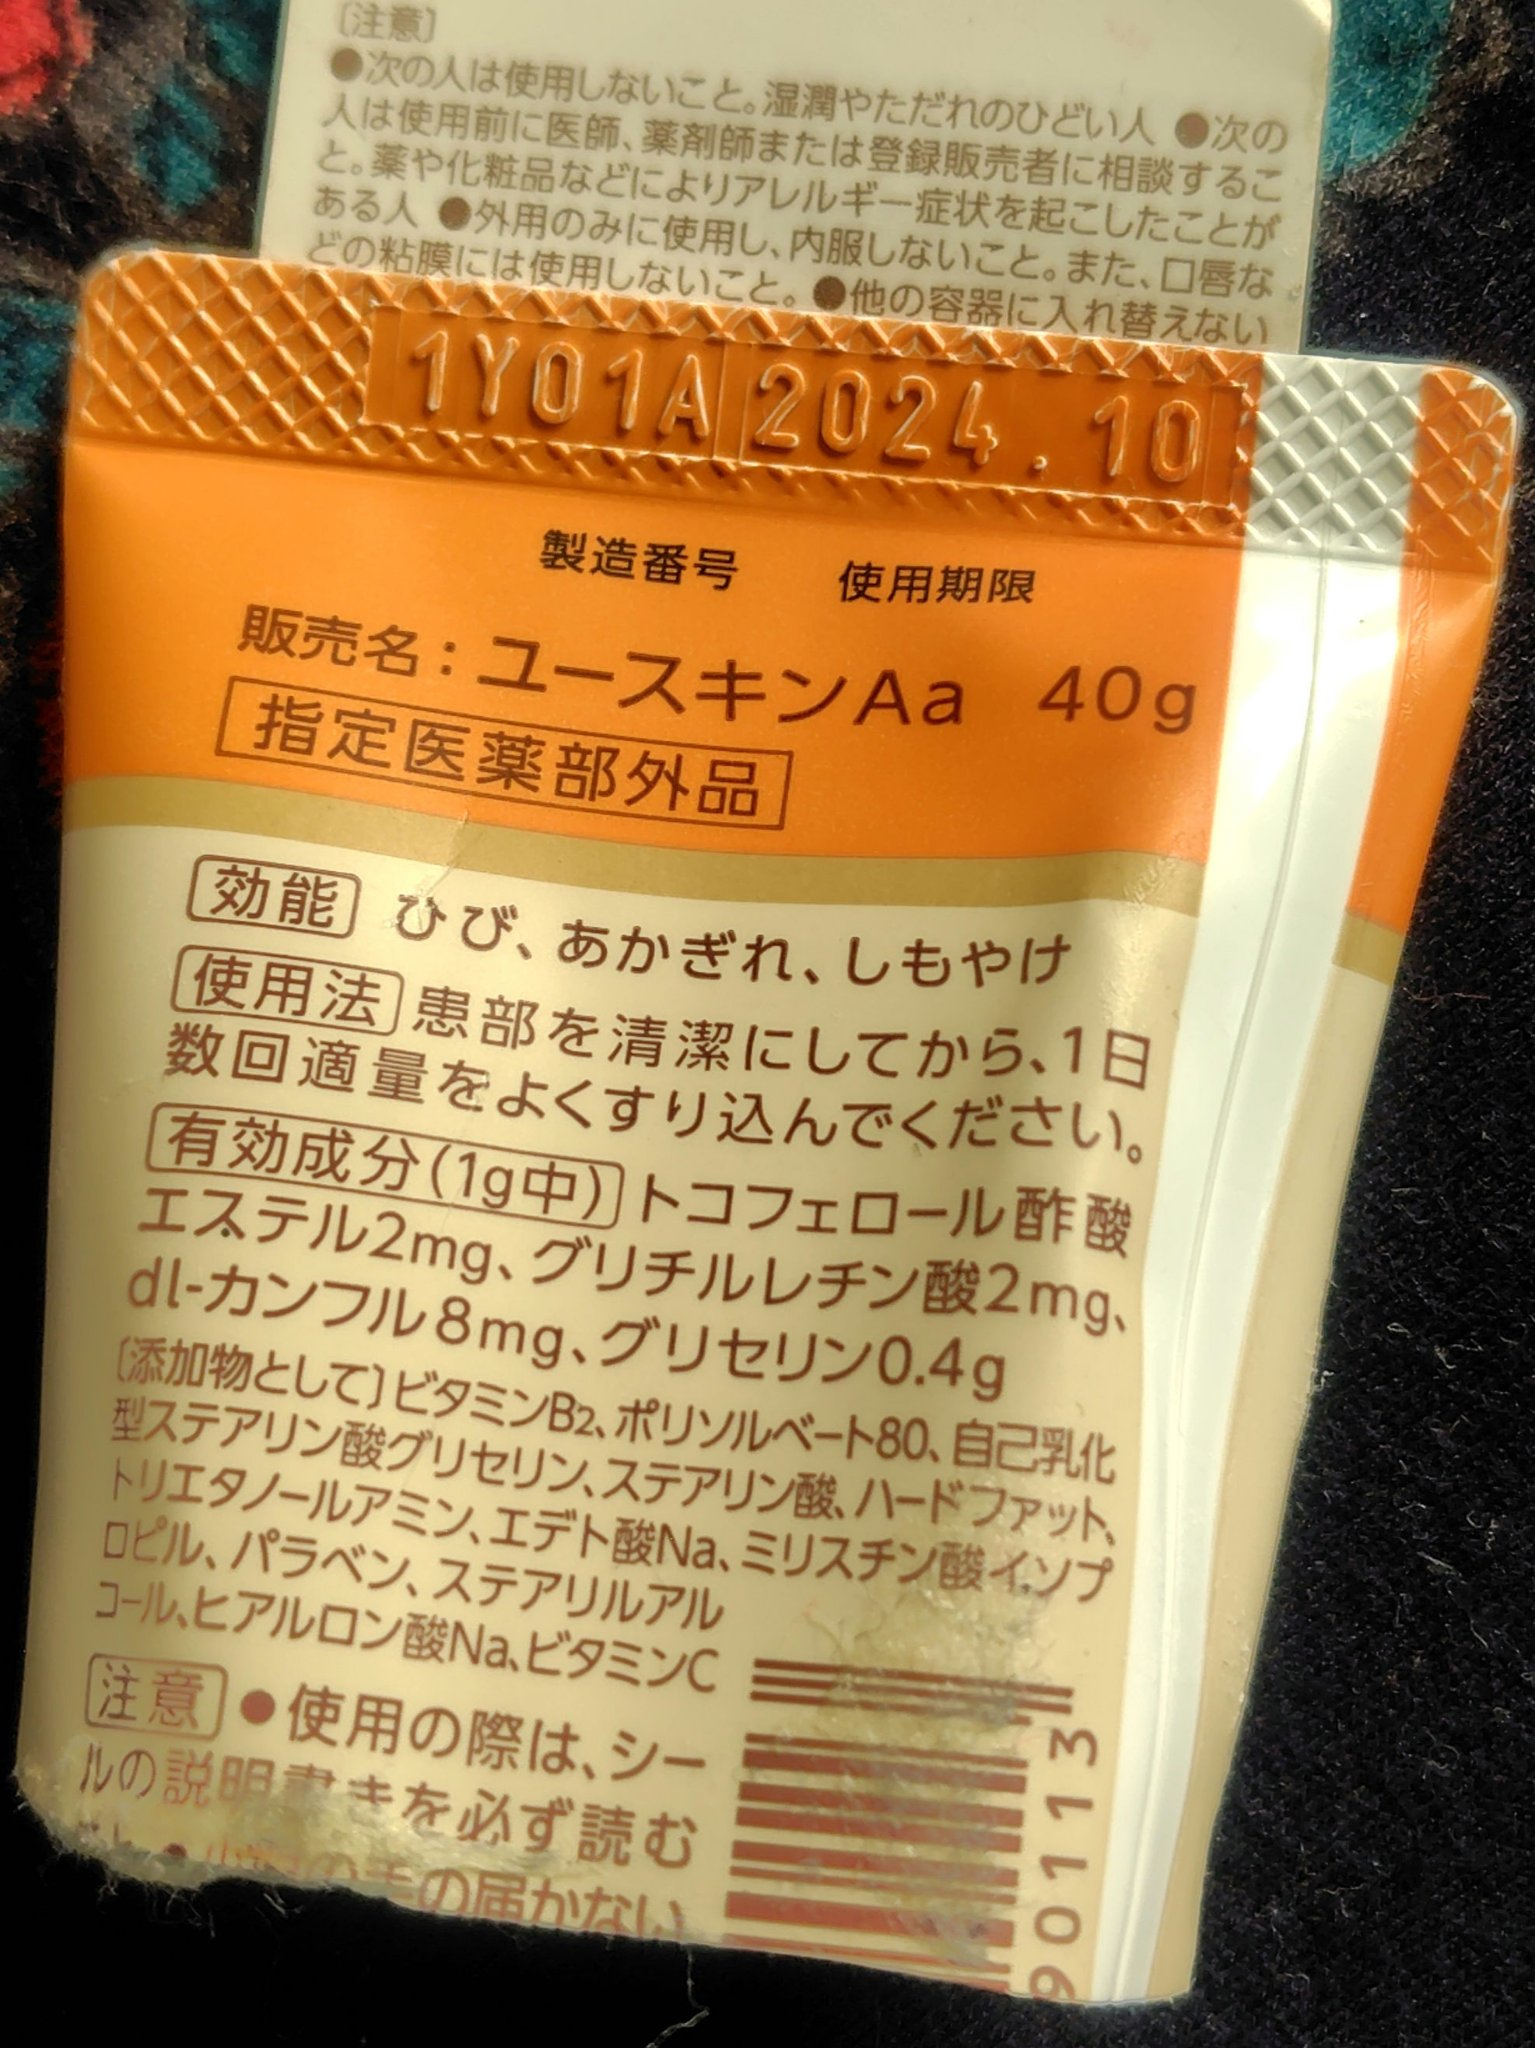 〔注意〕
●次の人は使用しないこと。湿潤やただれのひどい人 ●次の
人は使用前に医師、薬剤師または登録販売者に相談するこ
と。薬や化粧品などによりアレルギー症状を起こしたことが
ある人 ●外用のみに使用し、内服しないこと。また、口唇な
どの粘膜には使用しないこと。 ●他の容器に入れ替えない
1Y01A 2024.10
製造番号 使用期限
販売名：ユースキンAa 40g
指定医薬部外品
効能 ひび、あかぎれ、しもやけ
使用法 患部を清潔にしてから、1日
数回適量をよくすり込んでください。
有効成分(1g中) トコフェロール酢酸
エステル2mg、グリチルレチン酸2mg、
dl-カンフル8mg、グリセリン0.4g
〔添加物として〕ビタミンB2、ポリソルベート80、自己乳化
型ステアリン酸グリセリン、ステアリン酸、ハードファット、
トリエタノールアミン、エデト酸Na、ミリスチン酸イソプ
ロピル、パラベン、ステアリルアル
コール、ヒアルロン酸Na、ビタミンC
注意 ●使用の際は、シー
ルの説明書きを必ず読む
の手の届かない
90113